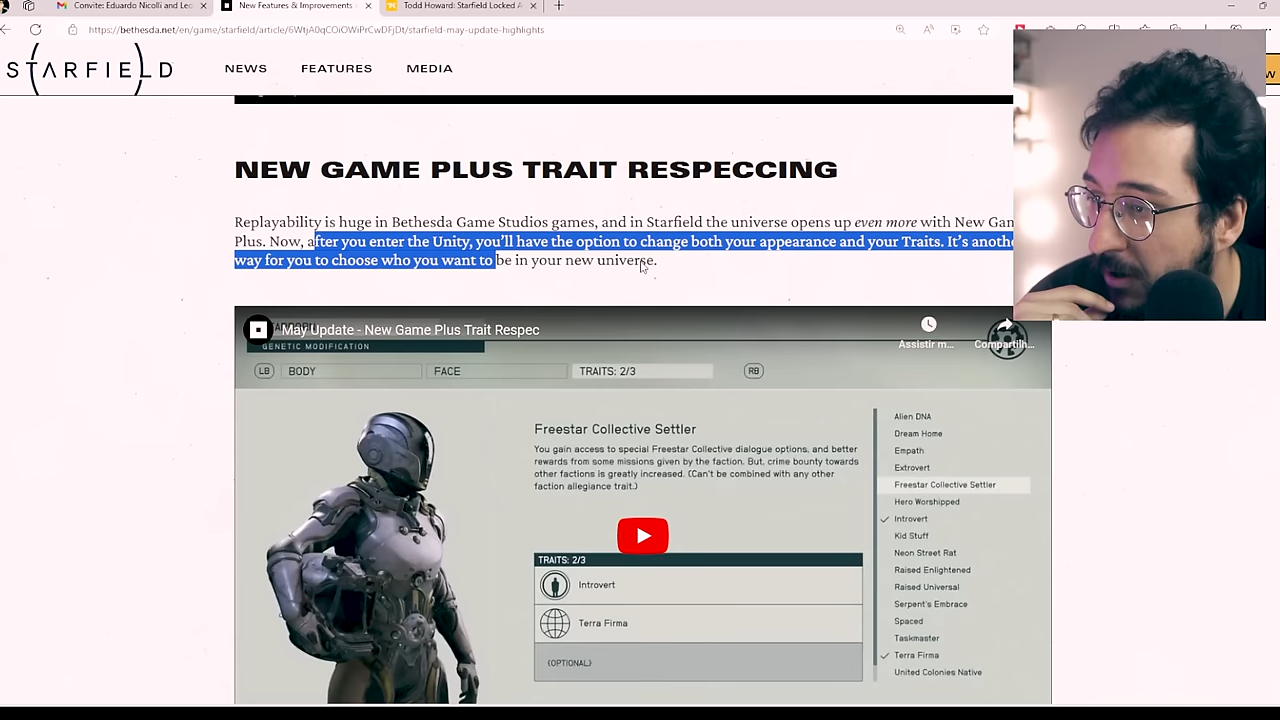 Convite: Eduardo Nicolli and Leo
New Features & Improvements
Todd Howard: Starfield Locked A
https://bethesda.net/en/game/starfield/article/6WtjA0qCOiOWiPrCwDFjDt/starfield-may-update-highlights
STARFIELD
NEWS
FEATURES
MEDIA
NEW GAME PLUS TRAIT RESPECCING
Replayability is huge in Bethesda Game Studios games, and in Starfield the universe opens up even more with New Gam
Plus. Now, after you enter the Unity, you'll have the option to change both your appearance and your Traits. It's anothe
way for you to choose who you want to be in your new universe.
May Update - New Game Plus Trait Respec
Assistir m...
Compartilh...
GENETIC MODIFICATION
LB BODY FACE TRAITS: 2/3 RB
Freestar Collective Settler
You gain access to special Freestar Collective dialogue options, and better
rewards from some missions given by the faction. But, crime bounty towards
other factions is greatly increased. (Can't be combined with any other
faction allegiance trait.)
TRAITS: 2/3
Introvert
Terra Firma
(OPTIONAL)
Alien DNA
Dream Home
Empath
Extrovert
Freestar Collective Settler
Hero Worshipped
Introvert
Kid Stuff
Neon Street Rat
Raised Enlightened
Raised Universal
Serpent's Embrace
Spaced
Taskmaster
Terra Firma
United Colonies Native